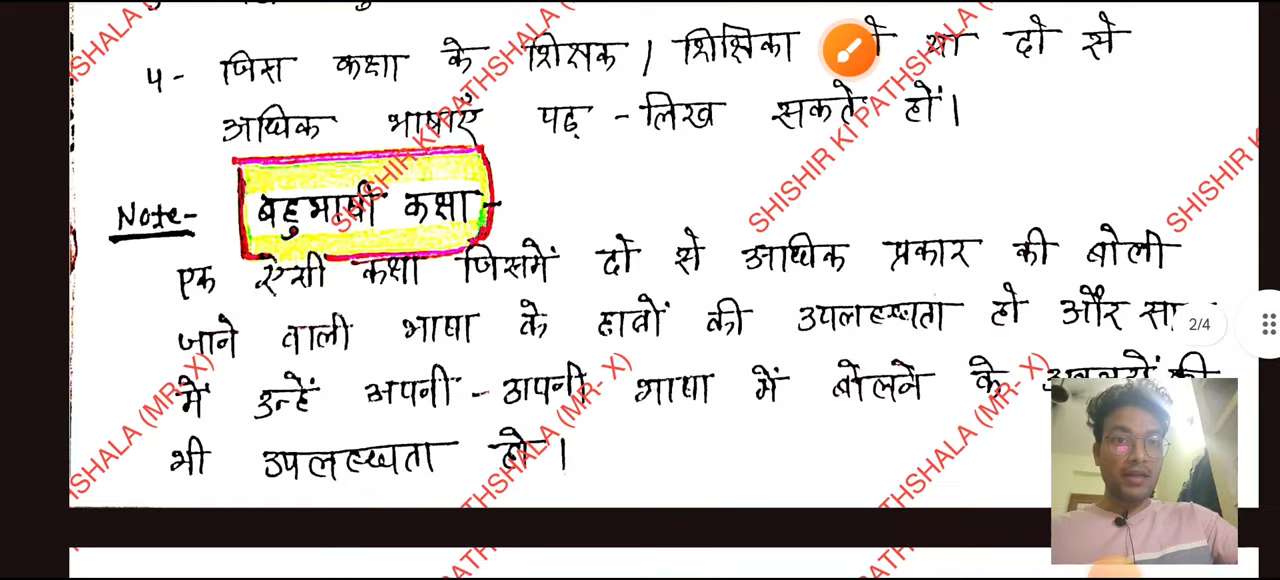 4- जिस कक्षा के शिक्षक / शिक्षिका दो से
अधिक भाषाएँ पढ़ -लिख सकते हों।
Note- बहुभाषी कक्षा-
एक ऐसी कक्षा जिसमें दो से अधिक प्रकार की बोली
जाने वाली भाषा के छात्रों की उपलब्धता हो और
में उन्हें अपनी - अपनी भाषा में बोलने के की
भी उपलब्धता हो।
2/4
SHISHIR KI PATHSHALA (MR- X)